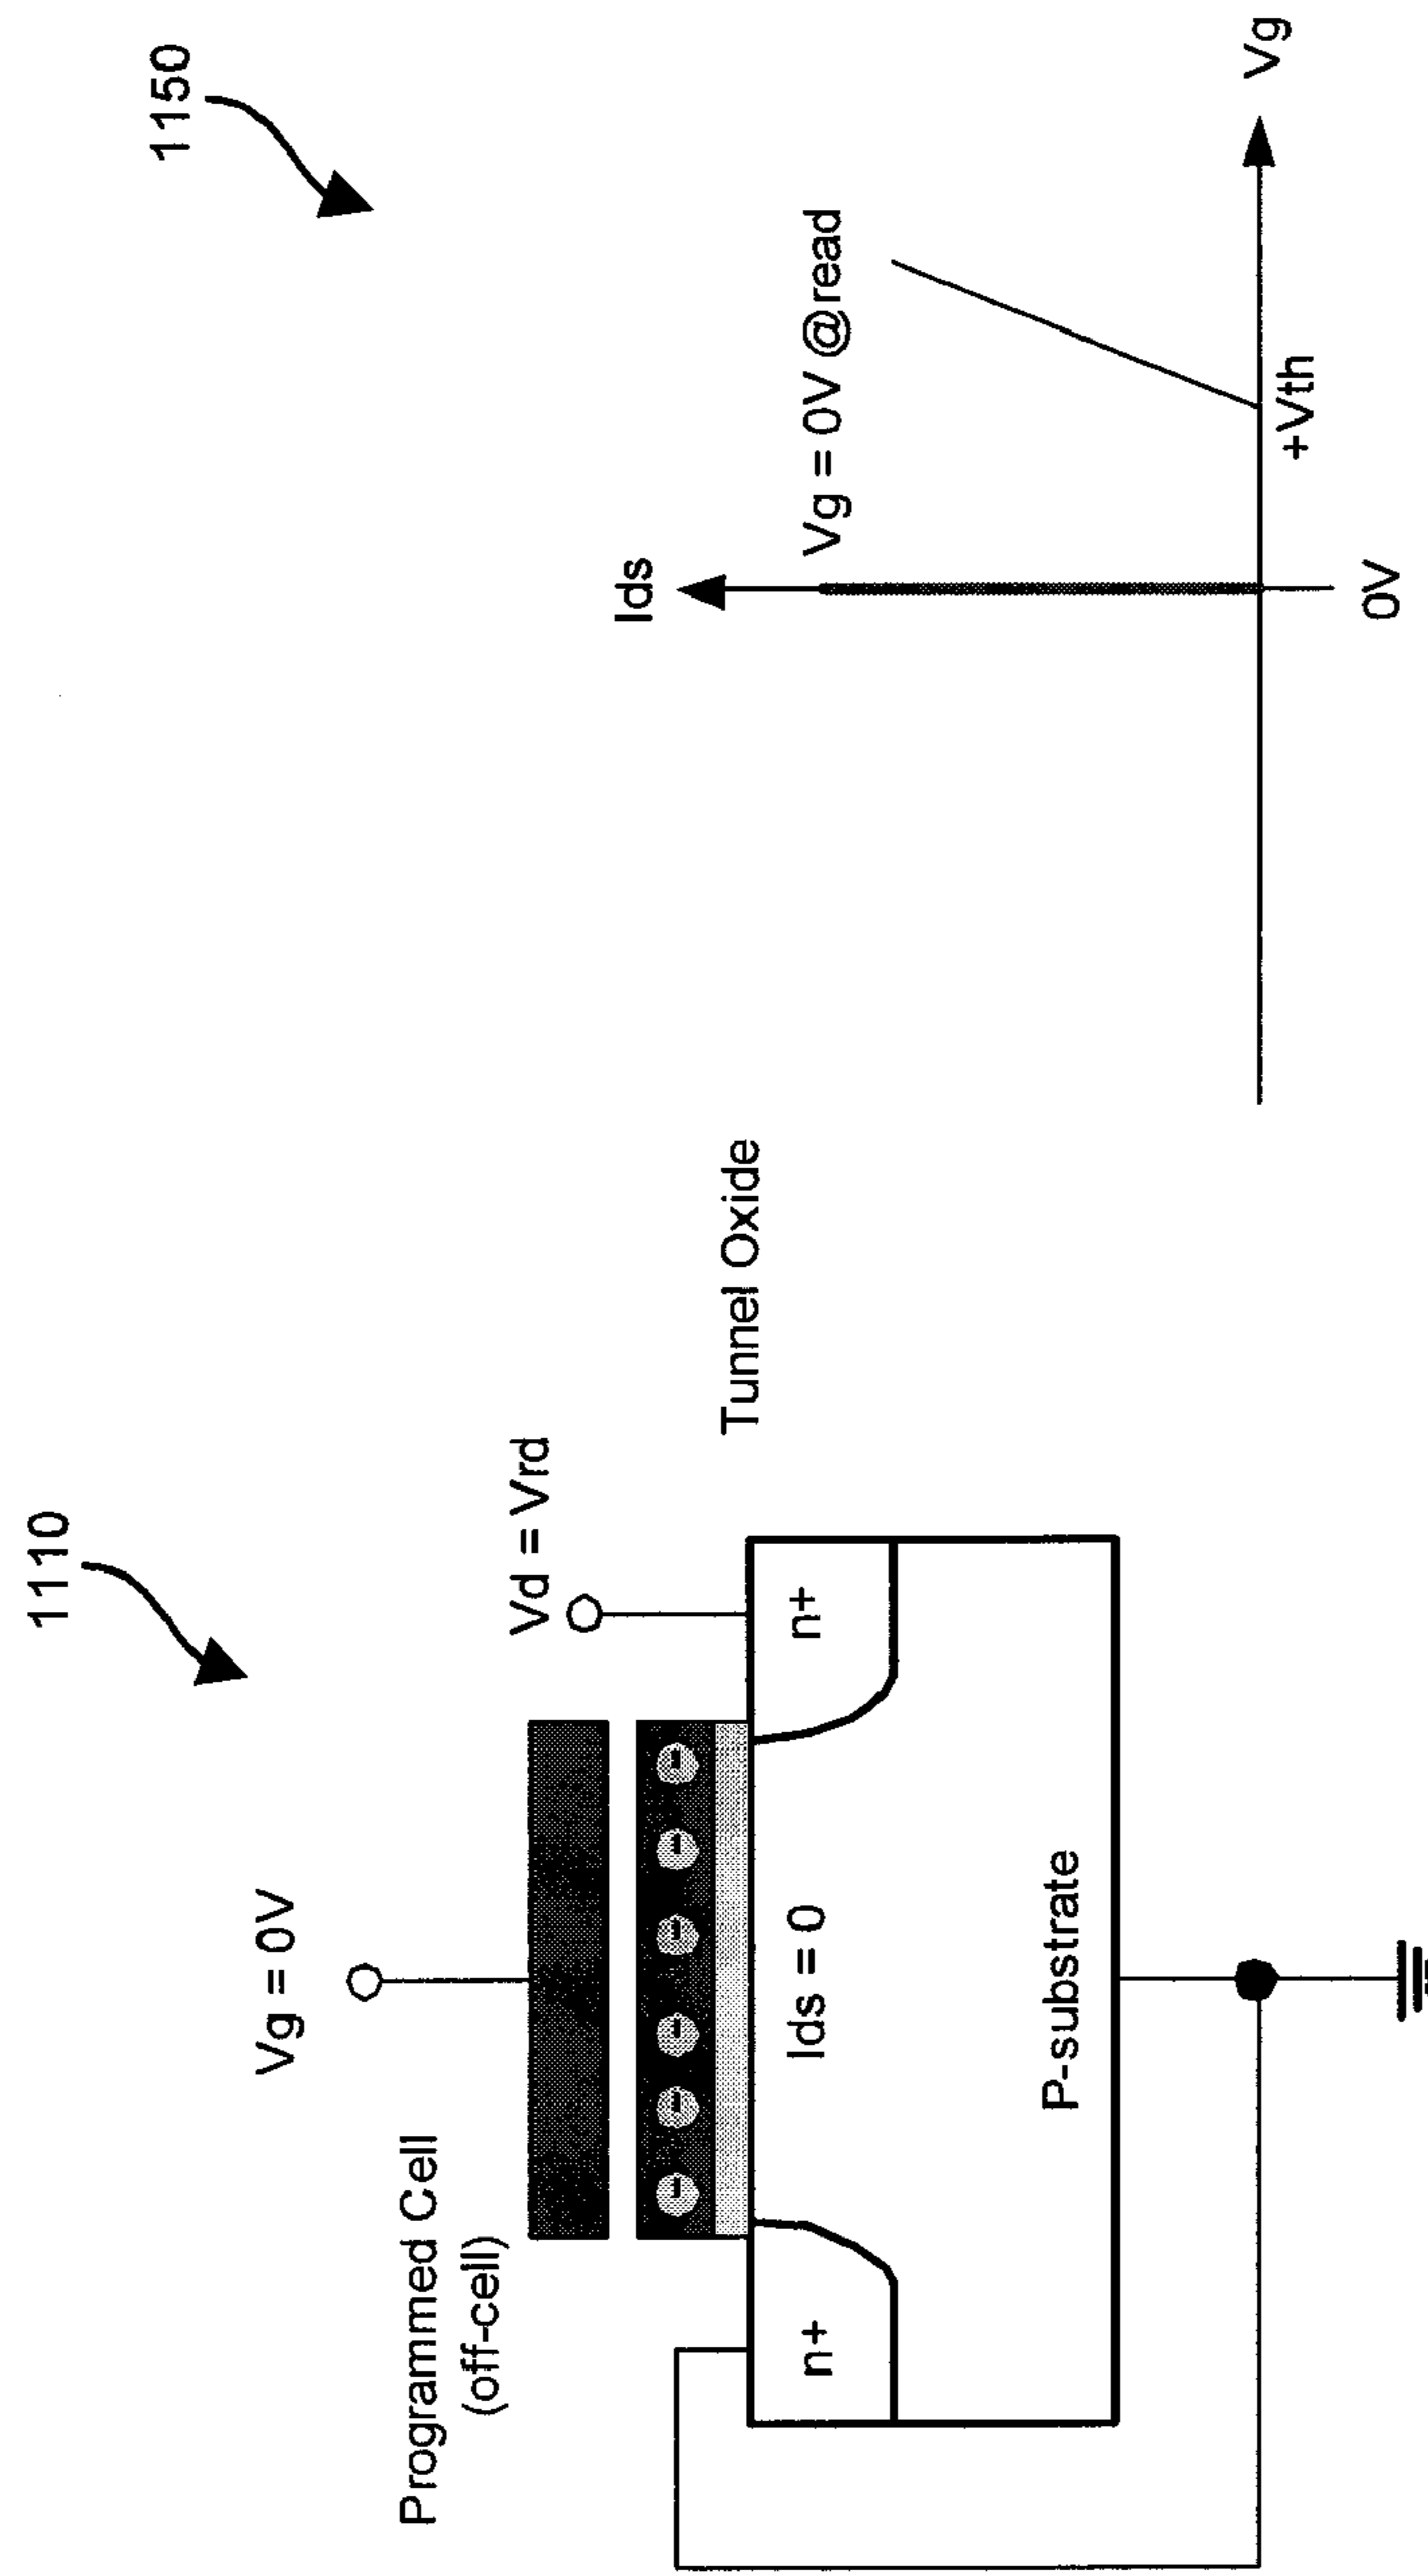 1110
Programmed Cell
(off-cell)
Vg = 0V
Vd = Vrd
Tunnel Oxide
n+
Ids = 0
n+
P-substrate
1150
Ids
Vg = 0V @read
+Vth
0V
Vg